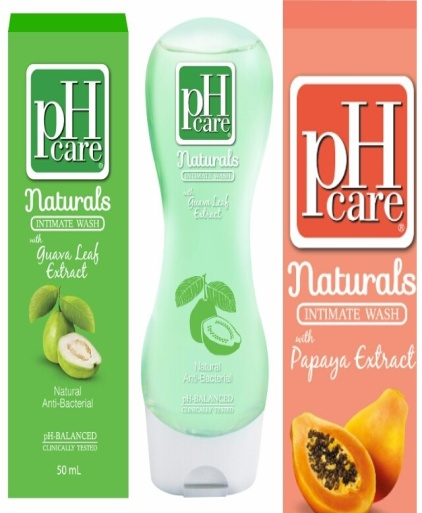 pH
care®
Naturals
INTIMATE WASH
with
Guava Leaf
Extract
Natural
Anti-Bacterial
pH-BALANCED
CLINICALLY TESTED
50 mL
pH
care®
Naturals
INTIMATE WASH
with
Guava Leaf
Extract
Natural
Anti-Bacterial
pH-BALANCED
CLINICALLY TESTED
pH
care®
Naturals
INTIMATE WASH
with
Papaya Extract